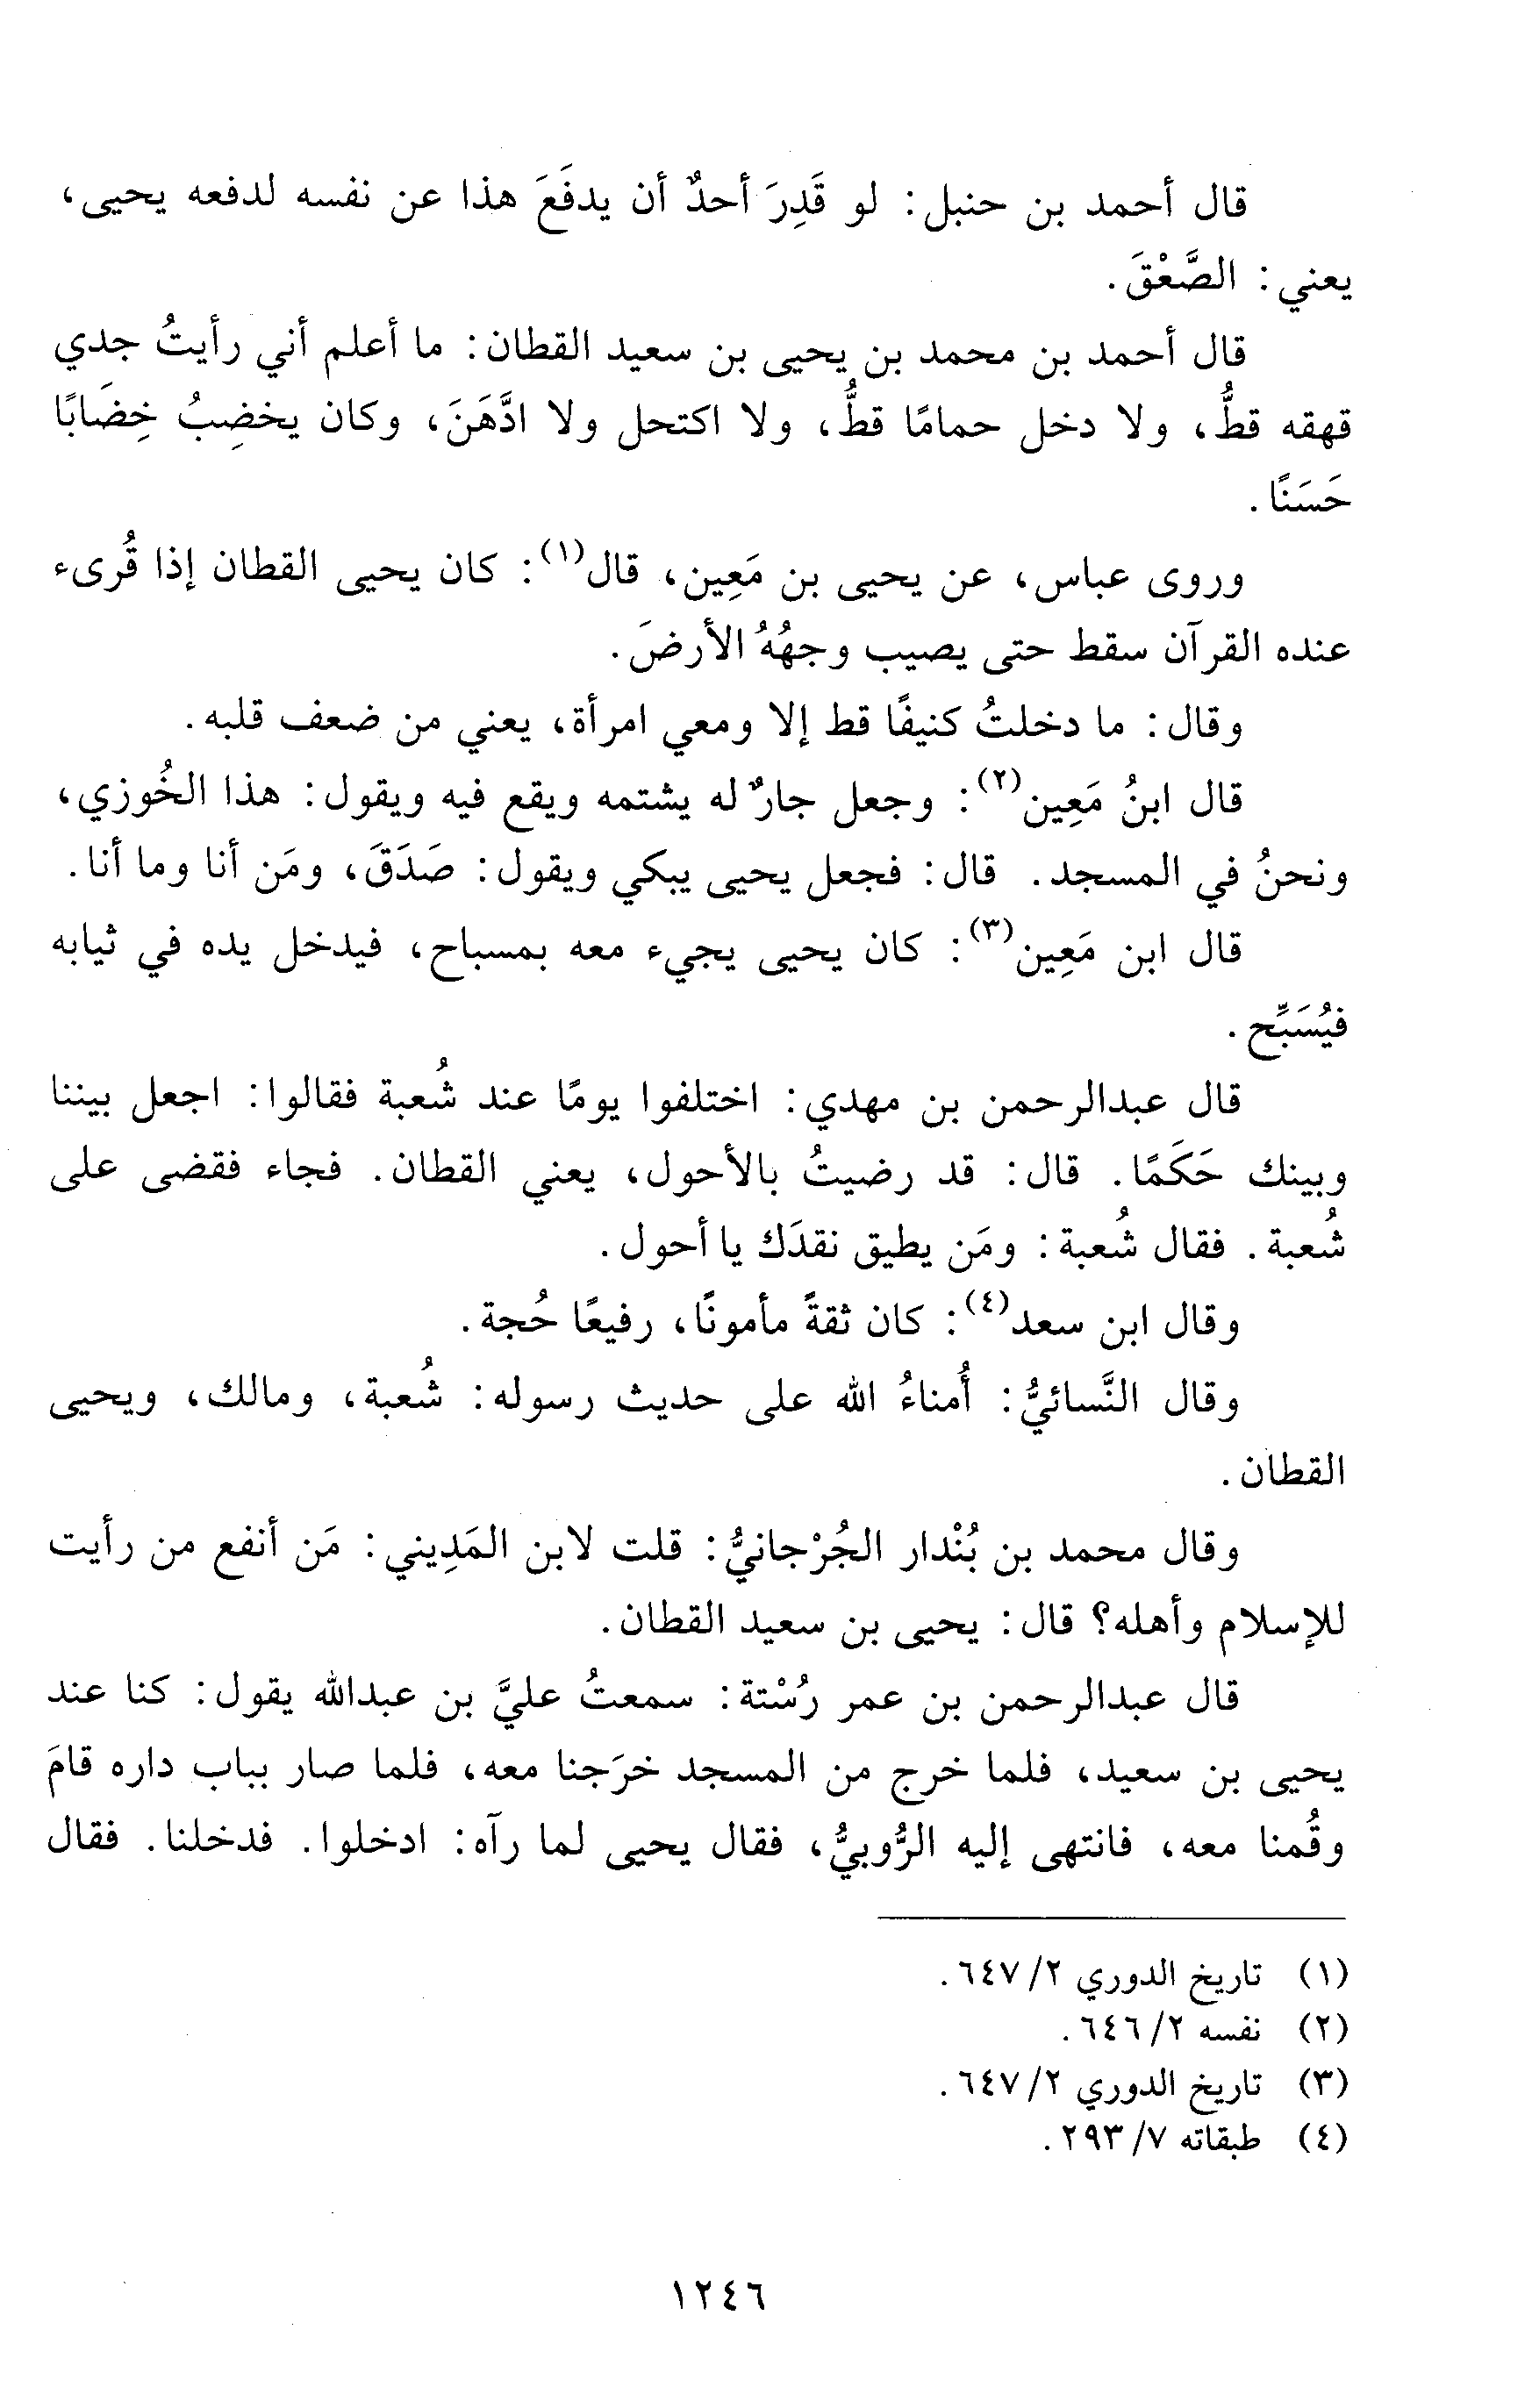 قال أحمد بن حنبل: لو قَدِرَ أحدٌ أن يدفَعَ هذا عن نفسه لدفعه يحيى،
يعني: الصَّعْقَ.
قال أحمد بن محمد بن يحيى بن سعيد القطان: ما أعلم أني رأيتُ جدي
قهقه قطُّ، ولا دخل حمامًا قطُّ، ولا اكتحل ولا ادَّهَنَ، وكان يخضِبُ خِضَابًا
حَسَنًا.
وروى عباس، عن يحيى بن مَعِين، قال(١): كان يحيى القطان إذا قُرىء
عنده القرآن سقط حتى يصيب وجهُهُ الأرضَ.
وقال: ما دخلتُ كنيفًا قط إلا ومعي امرأة، يعني من ضعف قلبه.
قال ابنُ مَعِين(٢): وجعل جارٌ له يشتمه ويقع فيه ويقول: هذا الخُوزي،
ونحنُ في المسجد. قال: فجعل يحيى يبكي ويقول: صَدَقَ، ومَن أنا وما أنا.
قال ابن مَعِين(٣): كان يحيى يجيء معه بمسباح، فيدخل يده في ثيابه
فيُسَبِّح.
قال عبدالرحمن بن مهدي: اختلفوا يومًا عند شُعبة فقالوا: اجعل بيننا
وبينك حَكَمًا. قال: قد رضيتُ بالأحول، يعني القطان. فجاء فقضى على
شُعبة. فقال شُعبة: ومَن يطيق نقدَك يا أحول.
وقال ابن سعد(٤): كان ثقةً مأمونًا، رفيعًا حُجة.
وقال النَّسائيُّ: أُمناءُ الله على حديث رسوله: شُعبة، ومالك، ويحيى
القطان.
وقال محمد بن بُنْدار الجُرْجانيُّ: قلت لابن المَدِيني: مَن أنفع من رأيت
للإسلام وأهله؟ قال: يحيى بن سعيد القطان.
قال عبدالرحمن بن عمر رُسْتة: سمعتُ عليَّ بن عبدالله يقول: كنا عند
يحيى بن سعيد، فلما خرج من المسجد خرَجنا معه، فلما صار بباب داره قامَ
وقُمنا معه، فانتهى إليه الرُّوبيُّ، فقال يحيى لما رآه: ادخلوا. فدخلنا. فقال
(١) تاريخ الدوري ٢/ ٦٤٧.
(٢) نفسه ٢/ ٦٤٦.
(٣) تاريخ الدوري ٢/ ٦٤٧.
(٤) طبقاته ٧/ ٢٩٣.
١٢٤٦